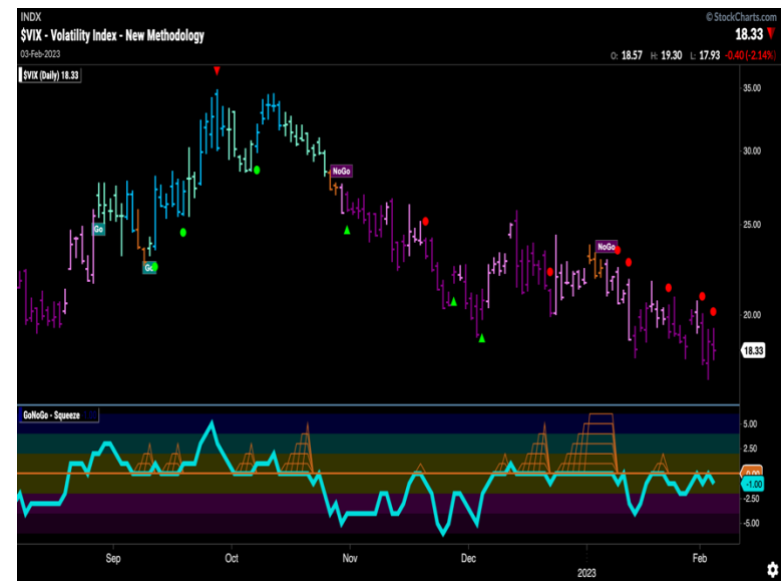 INDX
© StockCharts.com
$VIX - Volatility Index - New Methodology
18.33
03-Feb-2023
O: 18.57 H: 19.30 L: 17.93 -0.40 (-2.14%)
$VIX (Daily) 18.33
35.00
30.00
NoGo
25.00
Go
NoGo
Go
20.00
18.33
GoNoGo - Squeeze
5.00
2.50
0.00
-1.00
-2.50
-5.00
Sep Oct Nov Dec Feb
2023